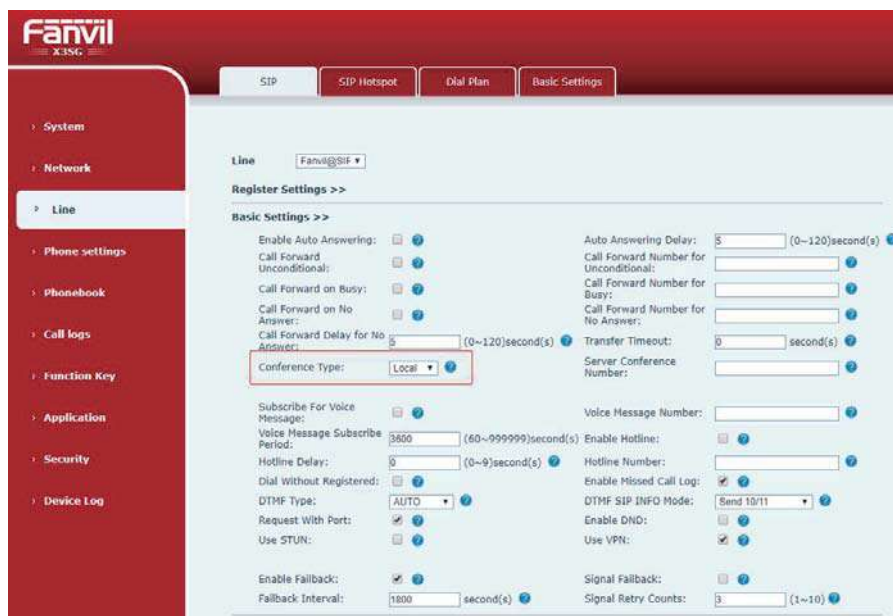 Fanvil
X3SG
SIP
SIP Hotspot
Dial Plan
Basic Settings
› System
› Network
› Line
› Phone settings
› Phonebook
› Call logs
› Function Key
› Application
› Security
› Device Log
Line Fanvil@SIF
Register Settings >>
Basic Settings >>
Enable Auto Answering: Auto Answering Delay: 5 (0~120)second(s)
Call Forward Unconditional: Call Forward Number for Unconditional:
Call Forward on Busy: Call Forward Number for Busy:
Call Forward on No Answer: Call Forward Number for No Answer:
Call Forward Delay for No Answer: 5 (0~120)second(s) Transfer Timeout: 0 second(s)
Conference Type: Local Server Conference Number:
Subscribe For Voice Message: Voice Message Number:
Voice Message Subscribe Period: 3600 (60~999999)second(s) Enable Hotline:
Hotline Delay: 0 (0~9)second(s) Hotline Number:
Dial Without Registered: Enable Missed Call Log:
DTMF Type: AUTO DTMF SIP INFO Mode: Send 10/11
Request With Port: Enable DND:
Use STUN: Use VPN:
Enable Failback: Signal Failback:
Failback Interval: 1800 second(s) Signal Retry Counts: 3 (1~10)